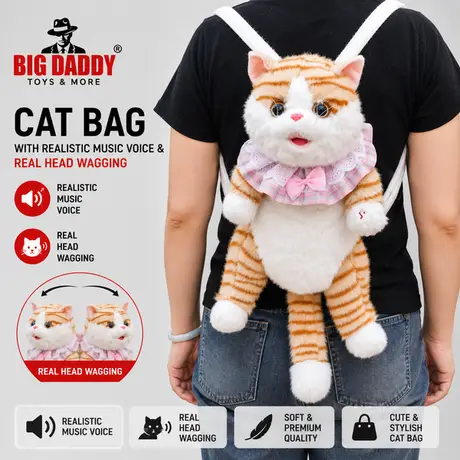 BIG DADDY®
TOYS & MORE
CAT BAG
WITH REALISTIC MUSIC VOICE &
REAL HEAD WAGGING
REALISTIC
MUSIC
VOICE
REAL
HEAD
WAGGING
REAL HEAD WAGGING
S
REALISTIC
MUSIC VOICE
REAL
HEAD
WAGGING
SOFT &
PREMIUM
QUALITY
CUTE &
STYLISH
CAT BAG